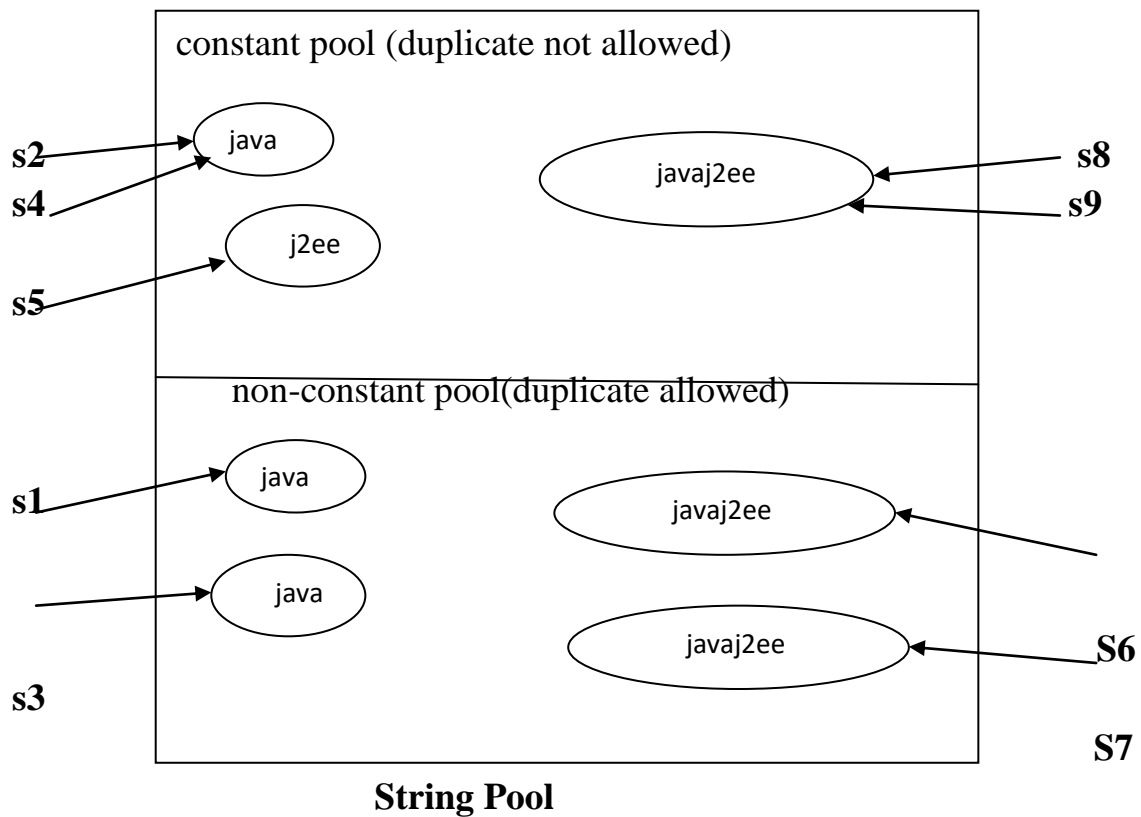 constant pool (duplicate not allowed)
java
s2
javaj2ee
s8
s4
s9
j2ee
s5
non-constant pool(duplicate allowed)
java
s1
javaj2ee
java
javaj2ee
S6
s3
S7
String Pool